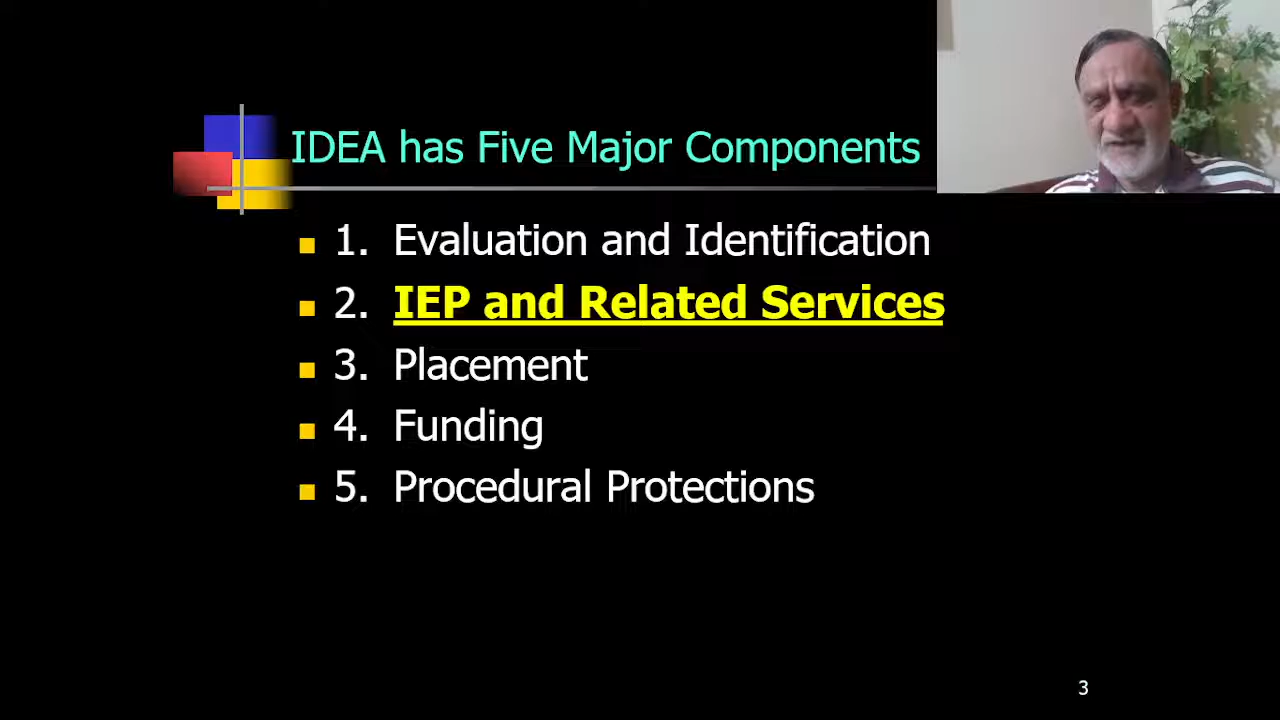 IDEA has Five Major Components
1. Evaluation and Identification
2. IEP and Related Services
3. Placement
4. Funding
5. Procedural Protections
3